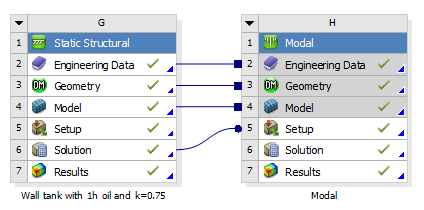 G
1 Static Structural
2 Engineering Data
3 Geometry
4 Model
5 Setup
6 Solution
7 Results
Wall tank with 1h oil and k=0.75
H
1 Modal
2 Engineering Data
3 Geometry
4 Model
5 Setup
6 Solution
7 Results
Modal